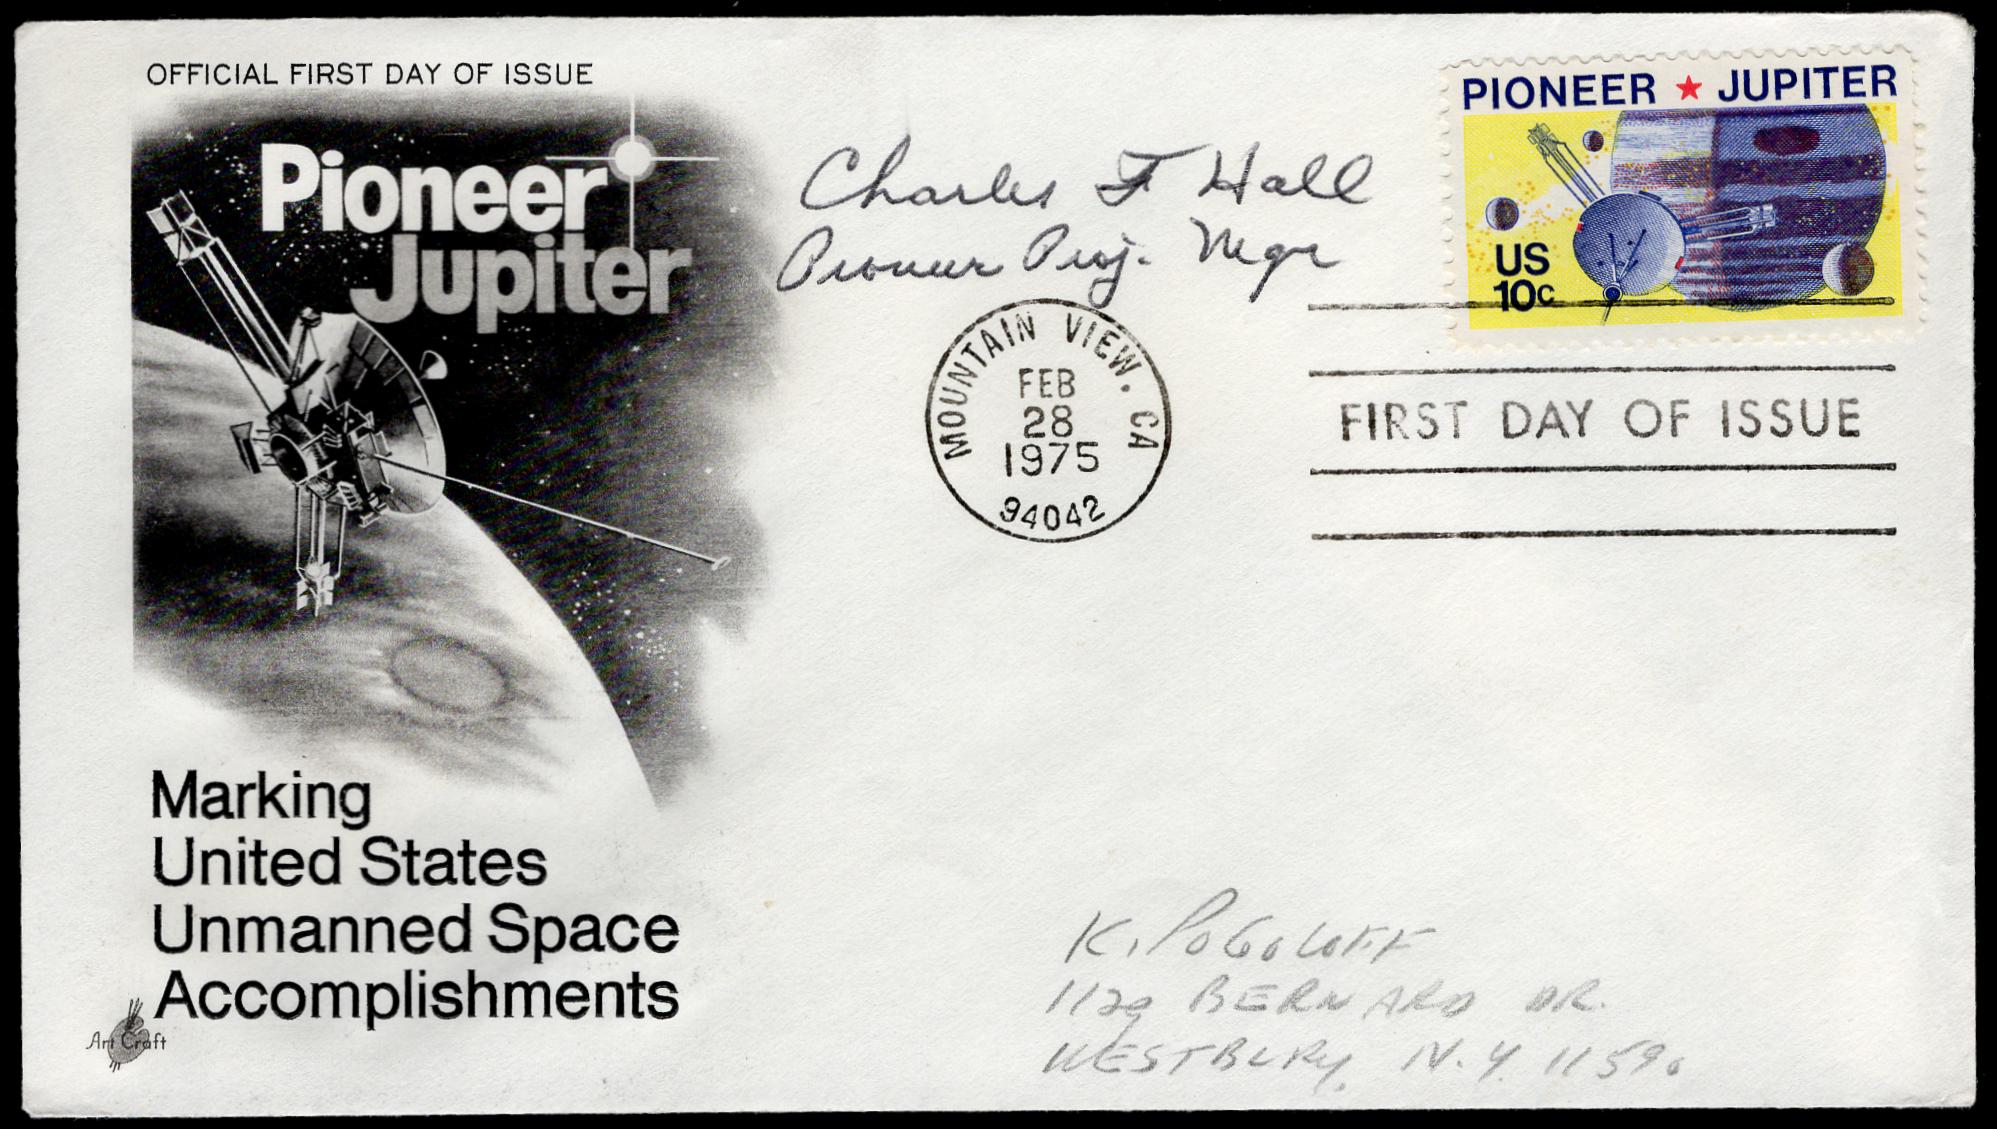 OFFICIAL FIRST DAY OF ISSUE
Pioneer
Jupiter
Charles F Hall
Pioneer Proj. Mgr
PIONEER ★ JUPITER
US
10c
MOUNTAIN VIEW, CA
FEB
28
1975
94042
FIRST DAY OF ISSUE
Marking
United States
Unmanned Space
Accomplishments
Art Craft
K. POGOLOFF
1129 BERNARD DR.
WESTBURY, N.Y. 11590